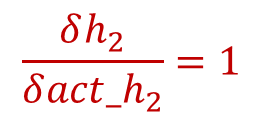 δh₂/δact_h₂ = 1